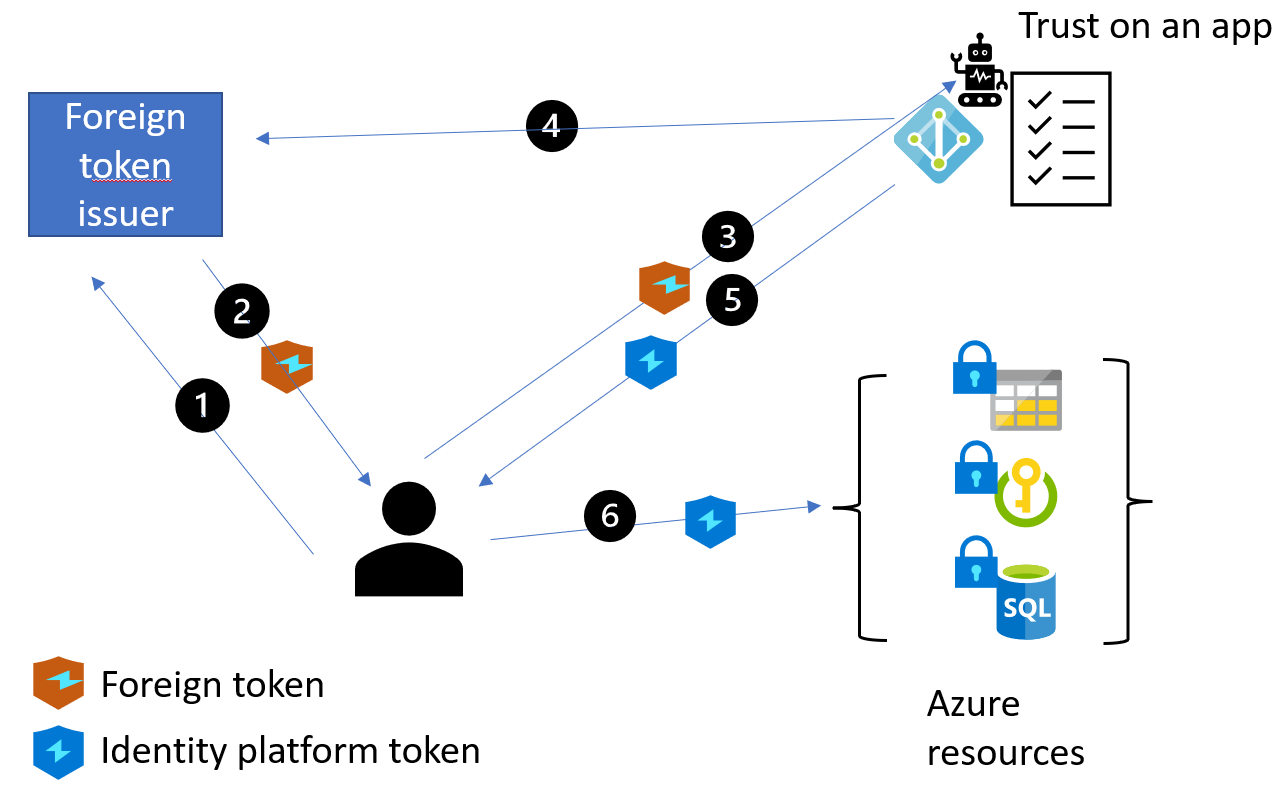 Trust on an app
Foreign
token
issuer
4
3
2
5
1
6
SQL
Foreign token
Identity platform token
Azure
resources